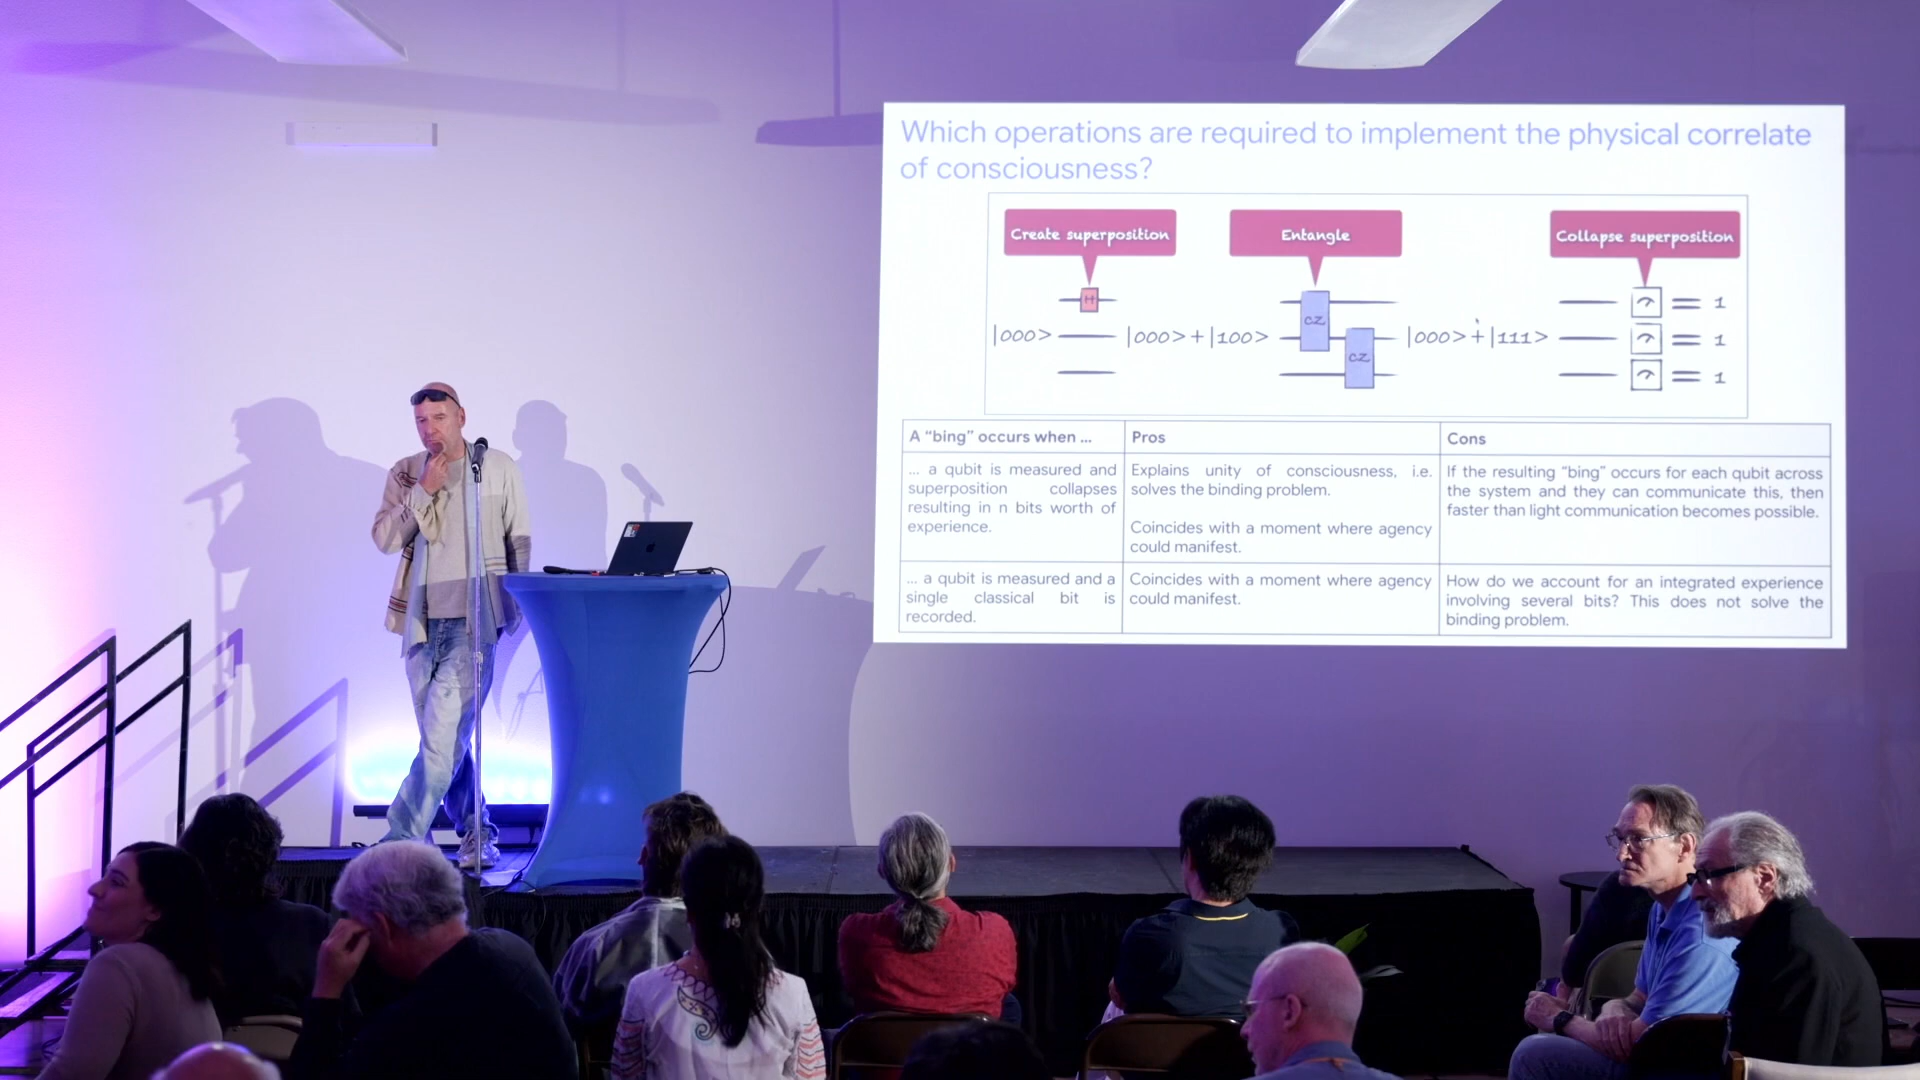 Which operations are required to implement the physical correlate
of consciousness?
Create superposition
Entangle
Collapse superposition
H
CZ
CZ
|000>
|000>+|100>
|000>+|111>
= 1
= 1
= 1
A “bing” occurs when ...
Pros
Cons
... a qubit is measured and
superposition collapses
resulting in n bits worth of
experience.
Explains unity of consciousness, i.e.
solves the binding problem.
Coincides with a moment where agency
could manifest.
If the resulting “bing” occurs for each qubit across
the system and they can communicate this, then
faster than light communication becomes possible.
... a qubit is measured and a
single classical bit is
recorded.
Coincides with a moment where agency
could manifest.
How do we account for an integrated experience
involving several bits? This does not solve the
binding problem.